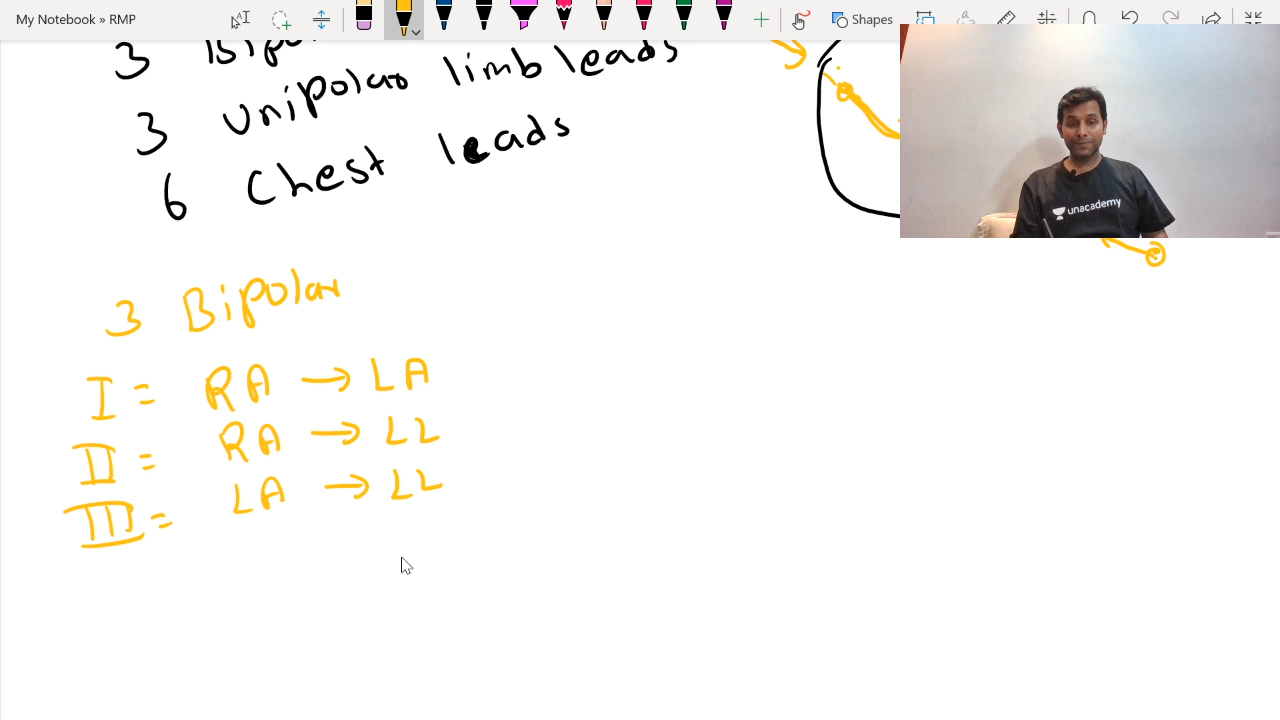 My Notebook » RMP
Shapes
3
3 Unipolar limb leads
6 Chest leads
unacademy
3 Bipolar
I = RA → LA
II = RA → LL
III = LA → LL